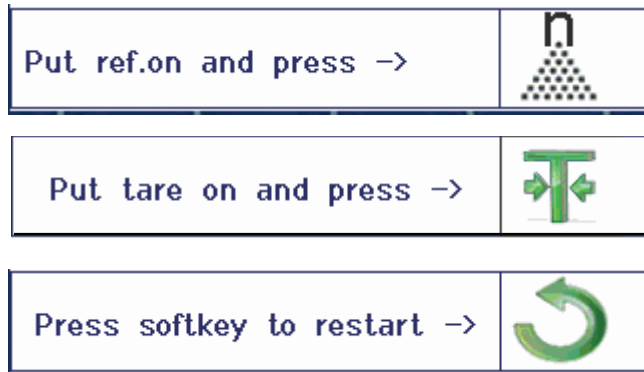 Put ref.on and press ->
n
Put tare on and press ->
T
Press softkey to restart ->